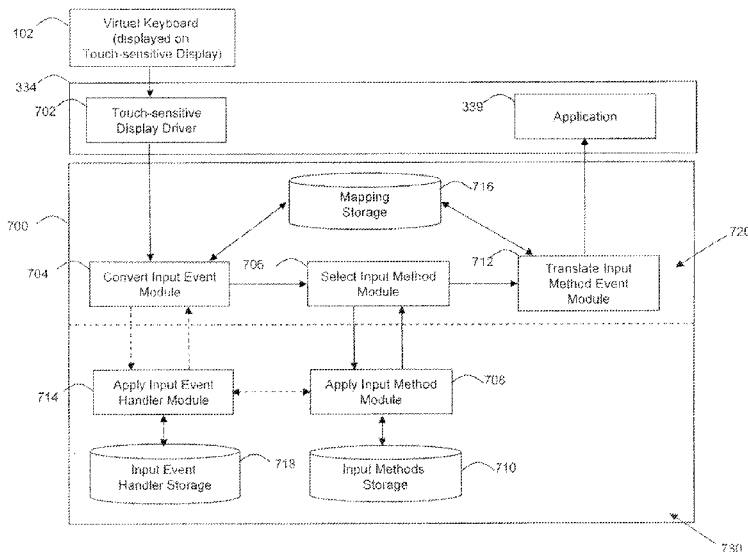 102
Virtual Keyboard
(displayed on
Touch-sensitive
Display)
334
702
Touch-sensitive
Display Driver
339
Application
Mapping
Storage
716
700
720
704
Convert Input Event
Module
706
Select Input Method
Module
712
Translate Input
Method Event
Module
714
Apply Input Event
Handler Module
Apply Input Method
Module
708
Input Event
Handler Storage
718
Input Methods
Storage
710
730